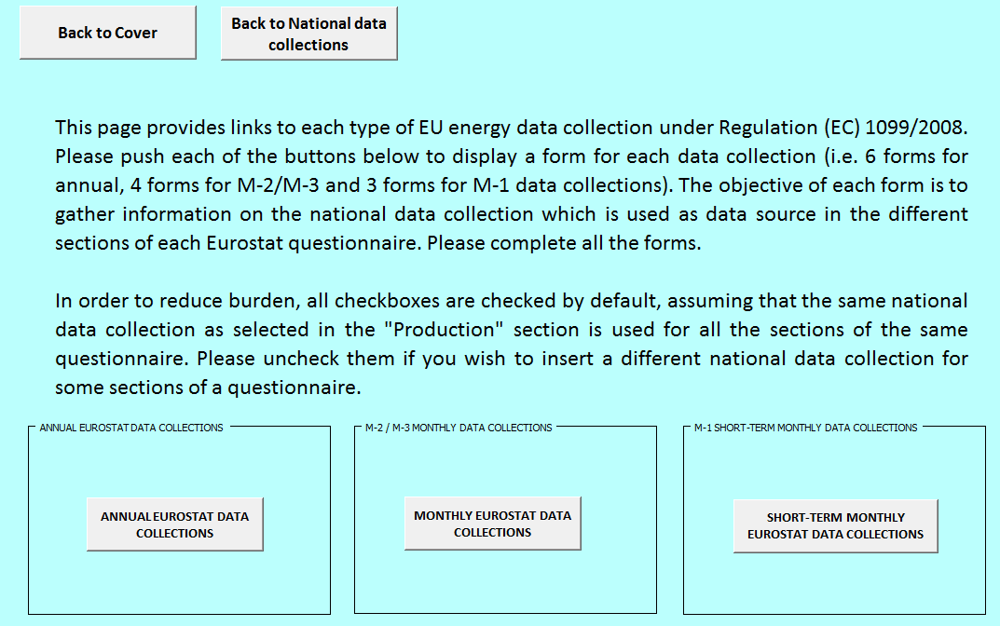 Back to Cover
Back to National data
collections
This page provides links to each type of EU energy data collection under Regulation (EC) 1099/2008.
Please push each of the buttons below to display a form for each data collection (i.e. 6 forms for
annual, 4 forms for M-2/M-3 and 3 forms for M-1 data collections). The objective of each form is to
gather information on the national data collection which is used as data source in the different
sections of each Eurostat questionnaire. Please complete all the forms.
In order to reduce burden, all checkboxes are checked by default, assuming that the same national
data collection as selected in the "Production" section is used for all the sections of the same
questionnaire. Please uncheck them if you wish to insert a different national data collection for
some sections of a questionnaire.
ANNUAL EUROSTAT DATA COLLECTIONS
ANNUAL EUROSTAT DATA
COLLECTIONS
M-2 / M-3 MONTHLY DATA COLLECTIONS
MONTHLY EUROSTAT DATA
COLLECTIONS
M-1 SHORT-TERM MONTHLY DATA COLLECTIONS
SHORT-TERM MONTHLY
EUROSTAT DATA COLLECTIONS